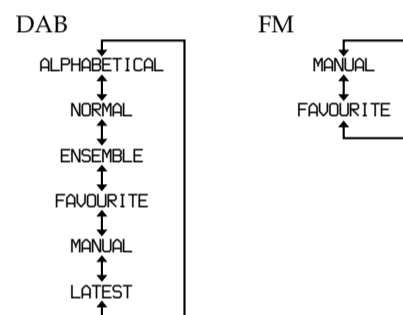 DAB
ALPHABETICAL
NORMAL
ENSEMBLE
FAVOURITE
MANUAL
LATEST
FM
MANUAL
FAVOURITE